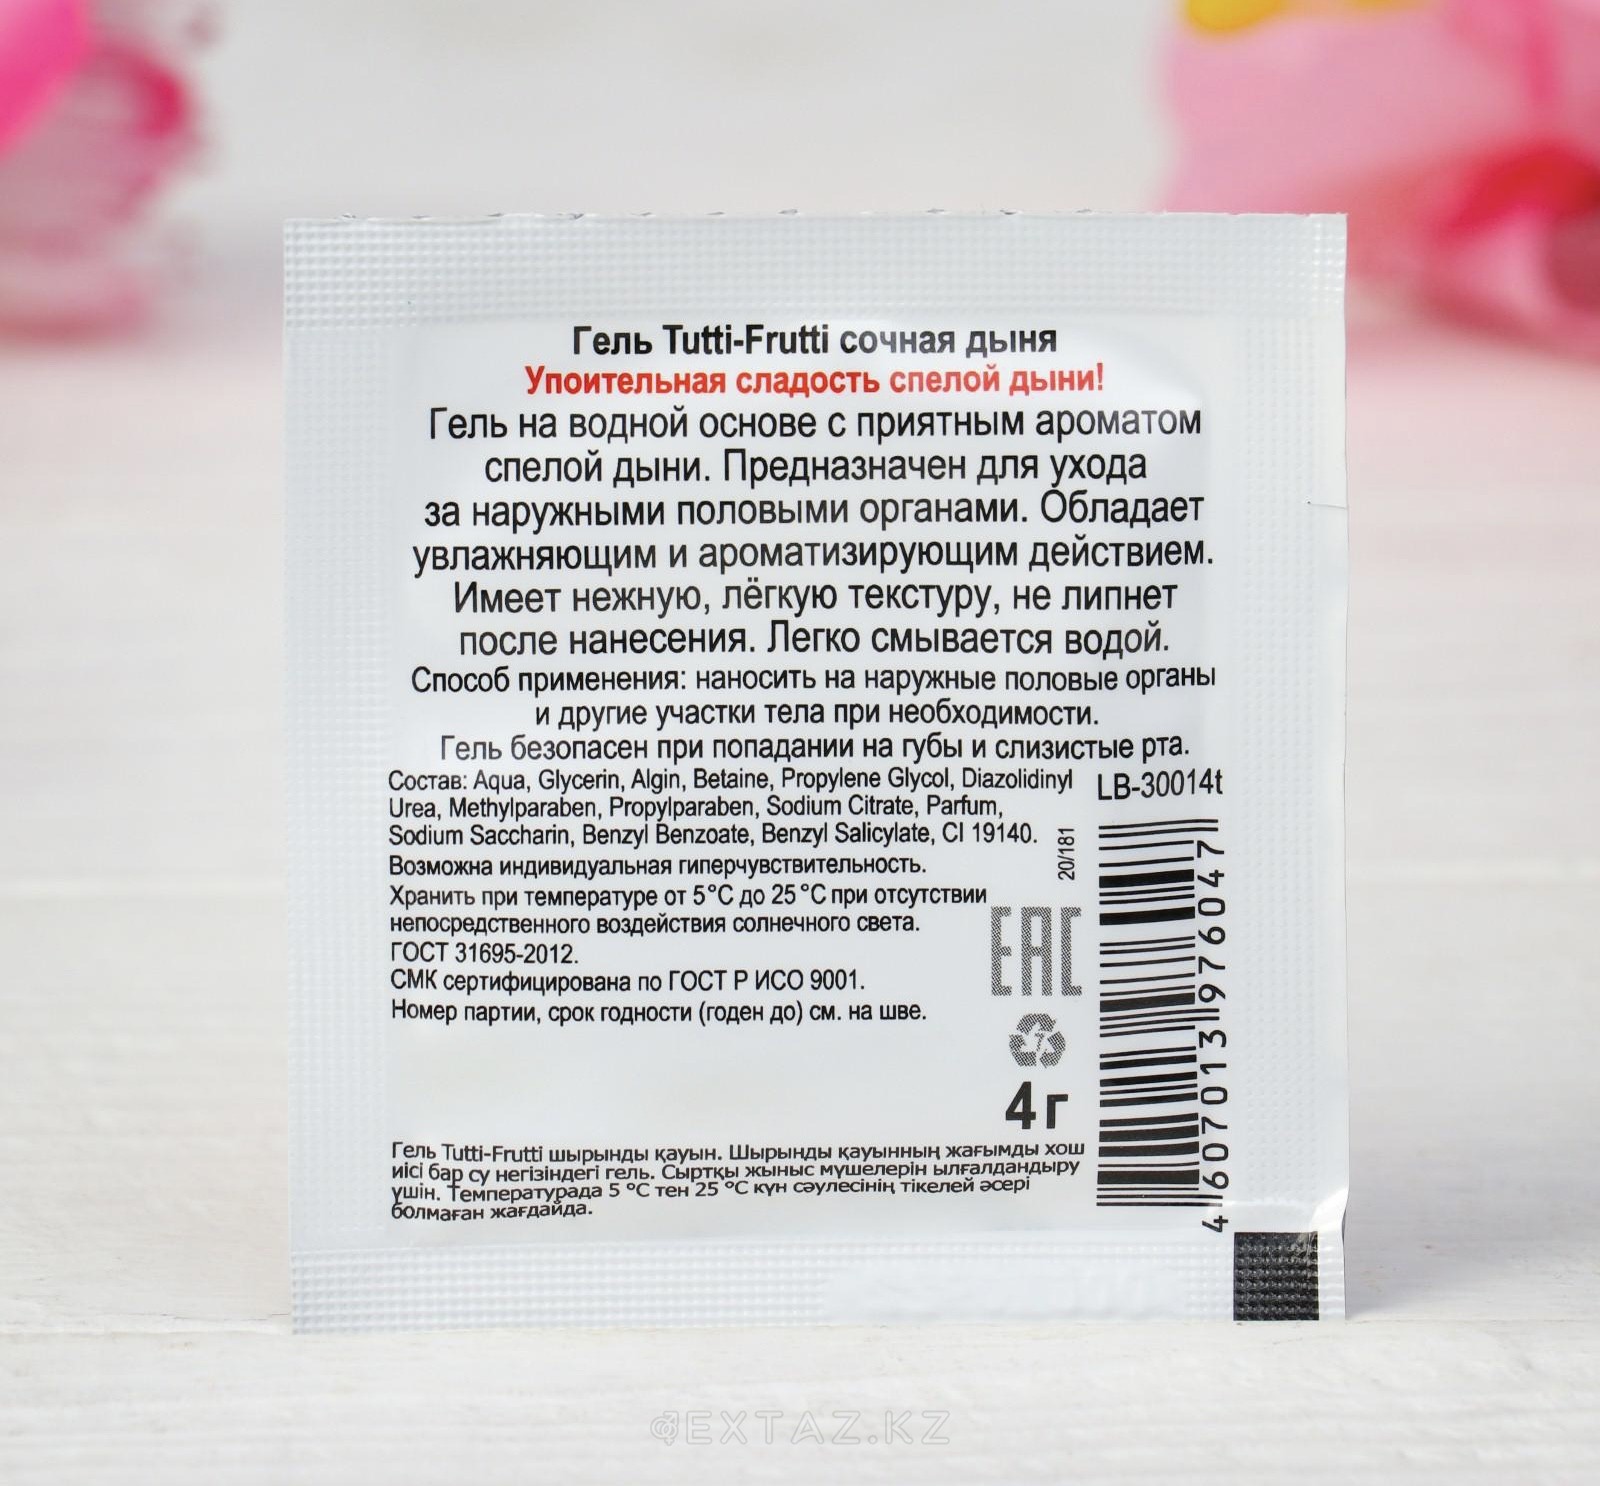 Гель Tutti-Frutti сочная дыня
Упоительная сладость спелой дыни!
Гель на водной основе с приятным ароматом
спелой дыни. Предназначен для ухода
за наружными половыми органами. Обладает
увлажняющим и ароматизирующим действием.
Имеет нежную, лёгкую текстуру, не липнет
после нанесения. Легко смывается водой.
Способ применения: наносить на наружные половые органы
и другие участки тела при необходимости.
Гель безопасен при попадании на губы и слизистые рта.
Состав: Aqua, Glycerin, Algin, Betaine, Propylene Glycol, Diazolidinyl
Urea, Methylparaben, Propylparaben, Sodium Citrate, Parfum,
Sodium Saccharin, Benzyl Benzoate, Benzyl Salicylate, CI 19140.
Возможна индивидуальная гиперчувствительность.
Хранить при температуре от 5°C до 25°C при отсутствии
непосредственного воздействия солнечного света.
ГОСТ 31695-2012.
СМК сертифицирована по ГОСТ Р ИСО 9001.
Номер партии, срок годности (годен до) см. на шве.
LB-30014t
20/181
EAC
7
4 г
4 607013 976047
Гель Tutti-Frutti шырынды қауын. Шырынды қауынның жағымды хош
иісі бар су негізіндегі гель. Сыртқы жыныс мүшелерін ылғалдандыру
үшін. Температурада 5 °С тен 25 °С күн сәулесінің тікелей әсері
болмаған жағдайда.
EXTAZ.KZ